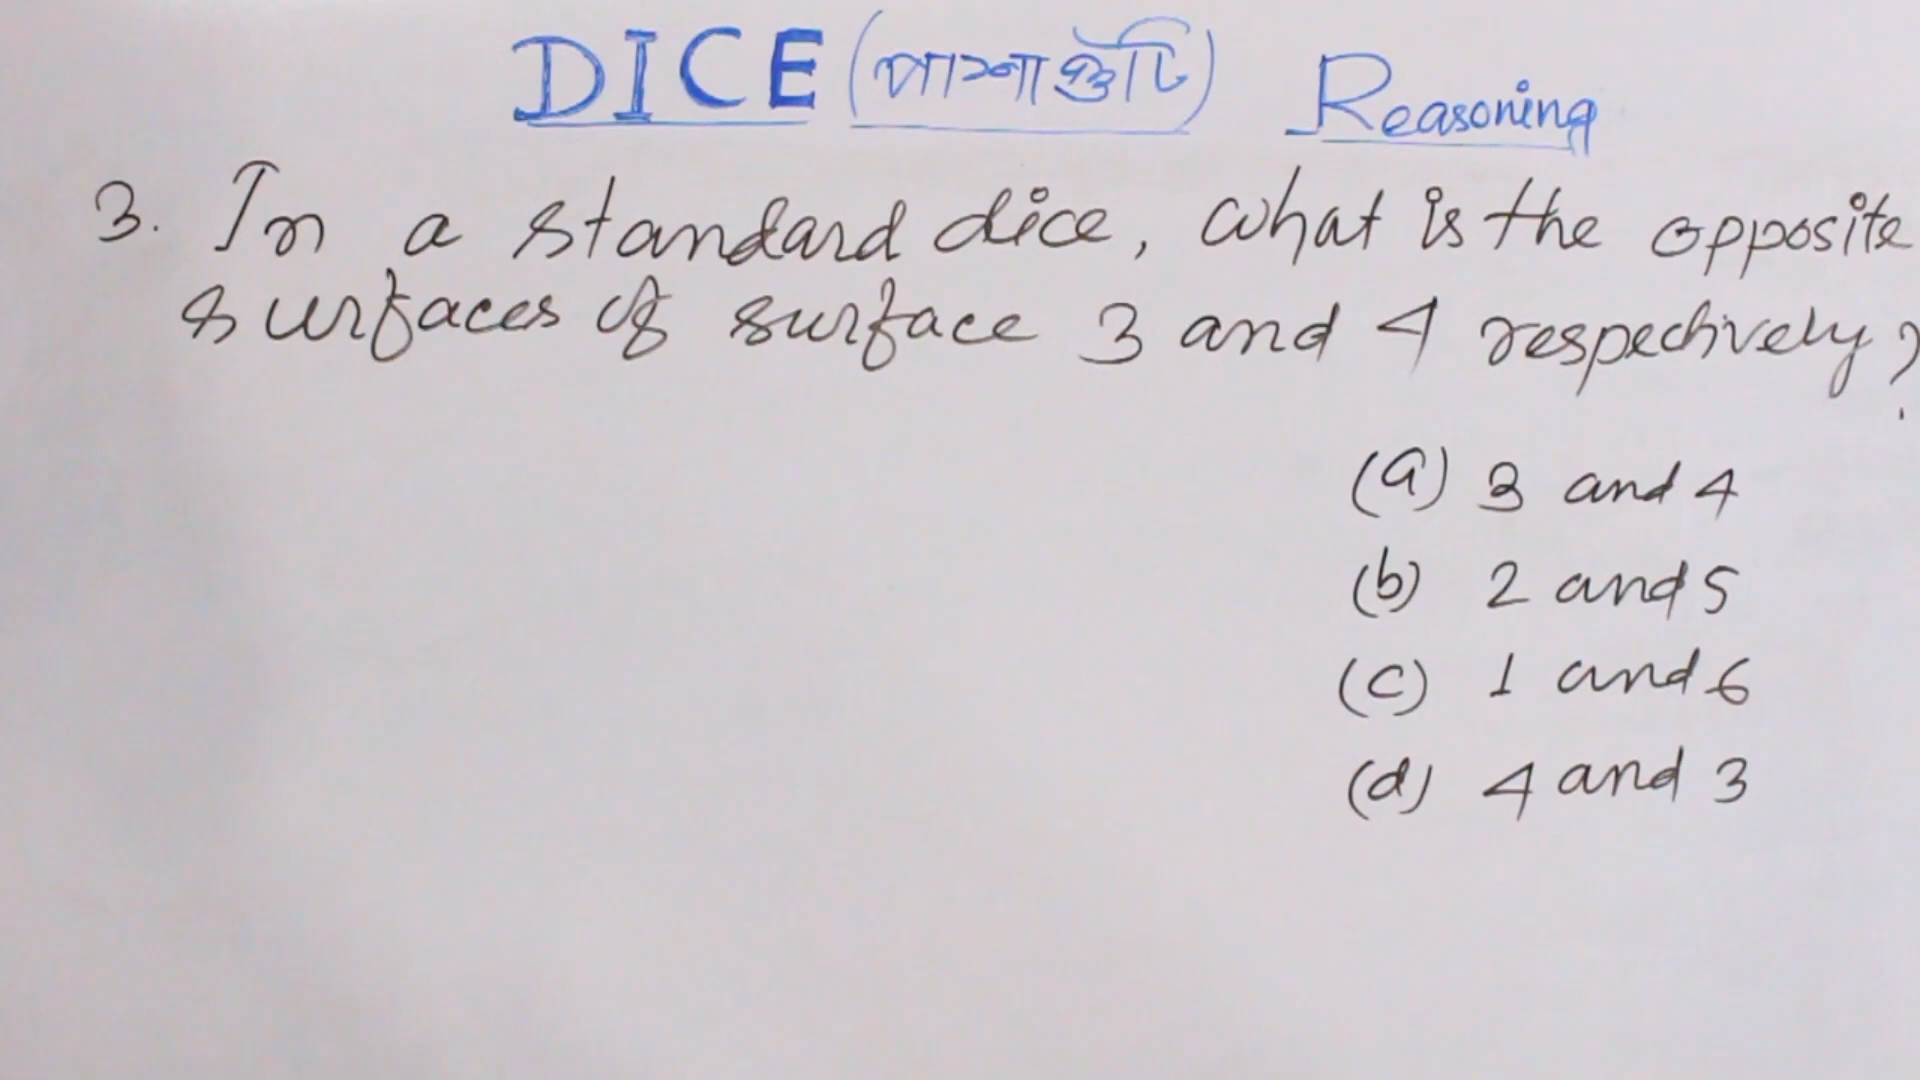 DICE (পাশা গুটি) Reasoning
3. In a standard dice, what is the opposite
surfaces of surface 3 and 4 respectively?
(a) 3 and 4
(b) 2 and 5
(c) 1 and 6
(d) 4 and 3